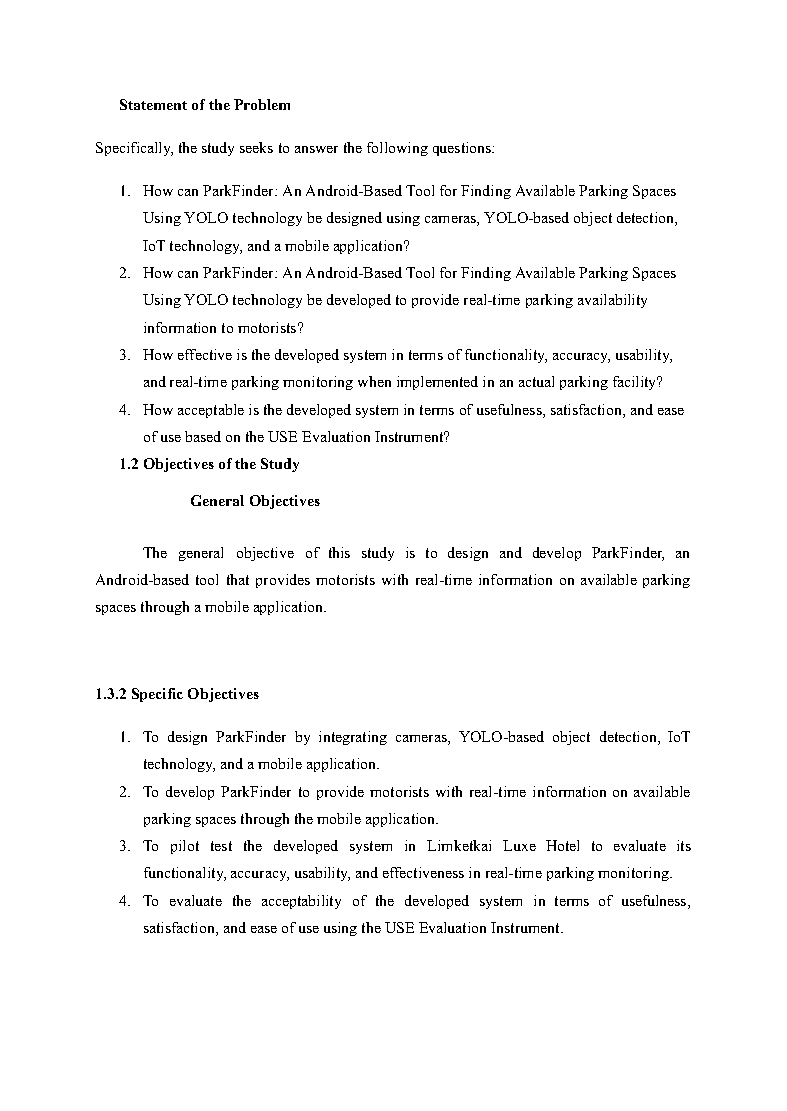 Statement of the Problem
Specifically, the study seeks to answer the following questions:
1. How can ParkFinder: An Android-Based Tool for Finding Available Parking Spaces
Using YOLO technology be designed using cameras, YOLO-based object detection,
IoT technology, and a mobile application?
2. How can ParkFinder: An Android-Based Tool for Finding Available Parking Spaces
Using YOLO technology be developed to provide real-time parking availability
information to motorists?
3. How effective is the developed system in terms of functionality, accuracy, usability,
and real-time parking monitoring when implemented in an actual parking facility?
4. How acceptable is the developed system in terms of usefulness, satisfaction, and ease
of use based on the USE Evaluation Instrument?
1.2 Objectives of the Study
General Objectives
The general objective of this study is to design and develop ParkFinder, an
Android-based tool that provides motorists with real-time information on available parking
spaces through a mobile application.
1.3.2 Specific Objectives
1. To design ParkFinder by integrating cameras, YOLO-based object detection, IoT
technology, and a mobile application.
2. To develop ParkFinder to provide motorists with real-time information on available
parking spaces through the mobile application.
3. To pilot test the developed system in Limketkai Luxe Hotel to evaluate its
functionality, accuracy, usability, and effectiveness in real-time parking monitoring.
4. To evaluate the acceptability of the developed system in terms of usefulness,
satisfaction, and ease of use using the USE Evaluation Instrument.